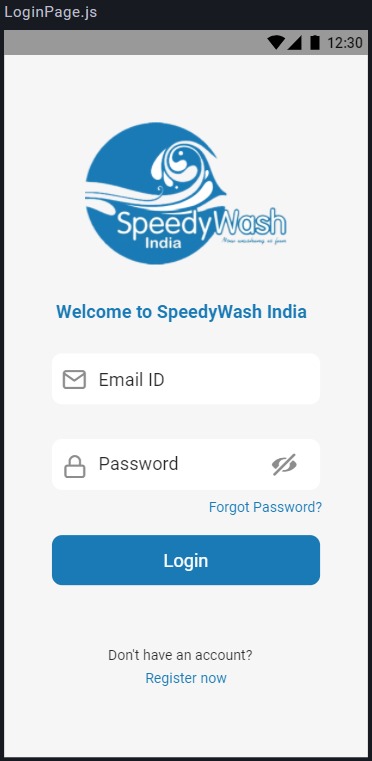 LoginPage.js
12:30
SpeedyWash
India
Now washing is fun
Welcome to SpeedyWash India
Email ID
Password
Forgot Password?
Login
Don't have an account?
Register now